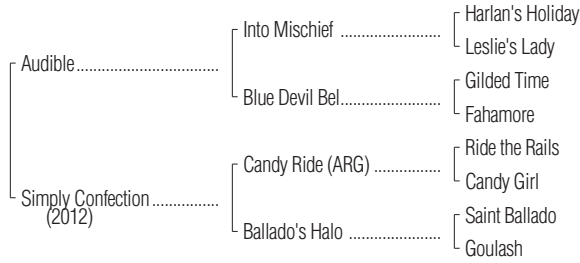 Harlan's Holiday
Into Mischief ........................
Leslie's Lady
Audible..................................
Gilded Time
Blue Devil Bel........................
Fahamore
Ride the Rails
Candy Ride (ARG) ................
Candy Girl
Simply Confection ................
(2012)
Saint Ballado
Ballado's Halo ......................
Goulash